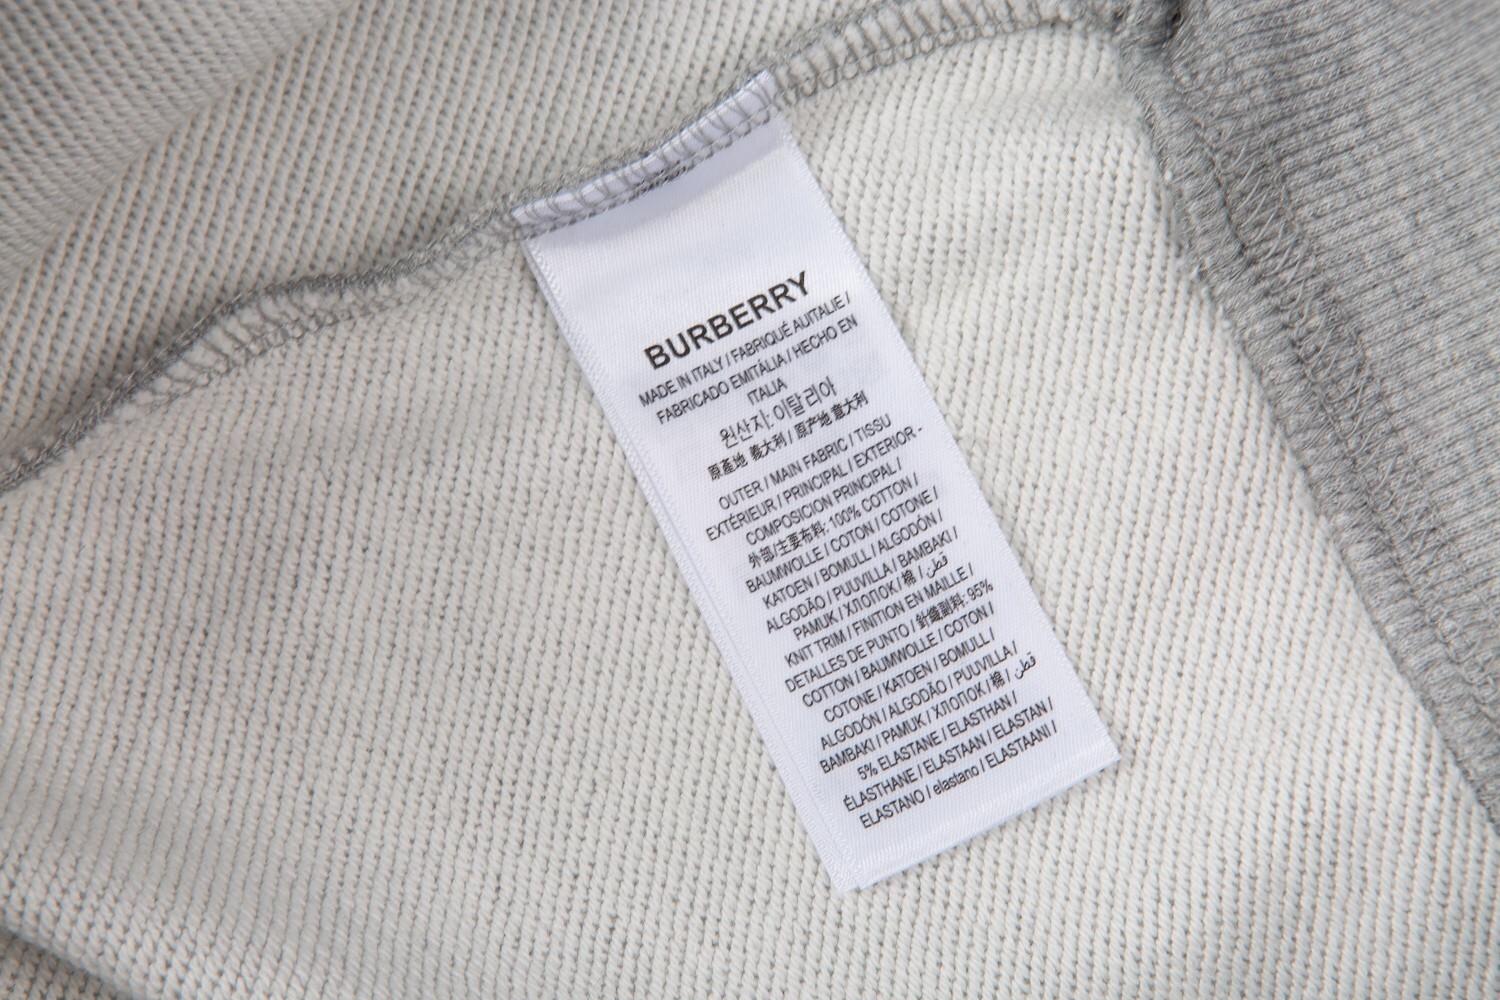 BURBERRY
MADE IN ITALY / FABRIQUÉ AUITALIE /
FABRICADO EMITÁLIA / HECHO EN
ITALIA
원산지: 이탈리아
原產地 義大利 / 原产地 意大利
OUTER / MAIN FABRIC / TISSU
EXTÉRIEUR / PRINCIPAL / EXTERIOR -
COMPOSICION PRINCIPAL /
外部/主要布料: 100% COTTON /
BAUMWOLLE / COTON / COTONE /
KATOEN / BOMULL / ALGODÓN /
ALGODÃO / PUUVILLA / BAMBAKI /
PAMUK / ХЛОПОК / 棉 / قطن /
KNIT TRIM / FINITION EN MAILLE /
DETALLES DE PUNTO / 針織副料: 95%
COTTON / BAUMWOLLE / COTON /
COTONE / KATOEN / BOMULL /
ALGODÓN / ALGODÃO / PUUVILLA /
BAMBAKI / PAMUK / ХЛОПОК / 棉 / قطن
5% ELASTANE / ELASTHAN /
ÉLASTHANE / ELASTAAN / ELASTAN /
ELASTANO / elastano / ELASTAANI /